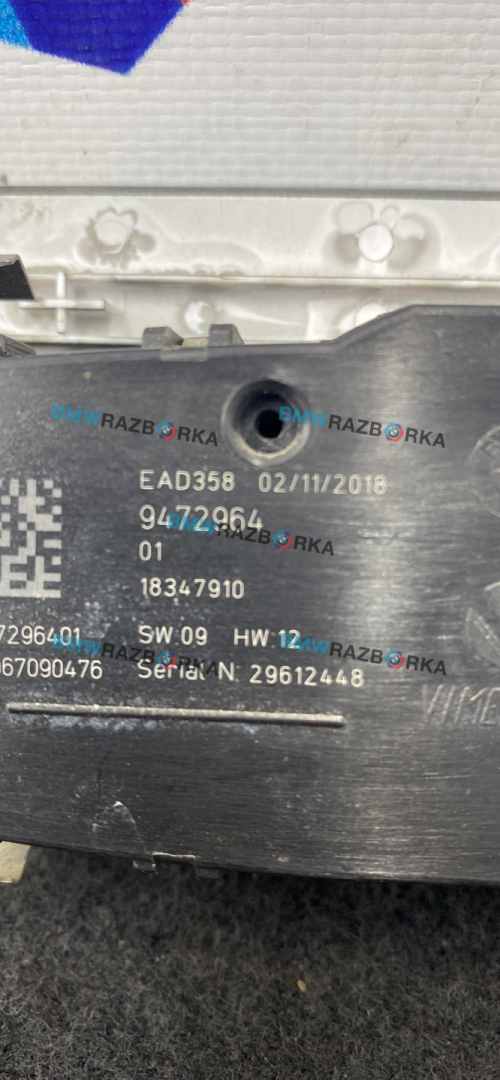 BMWRAZBORKA BMWRAZBORKA
EAD358 02/11/2018
9472964
BMWRAZBORKA
01
18347910
7296401 SW 09 HW 12
BMWRAZBORKA BMWRAZBORKA
067090476 Serial N. 29612448